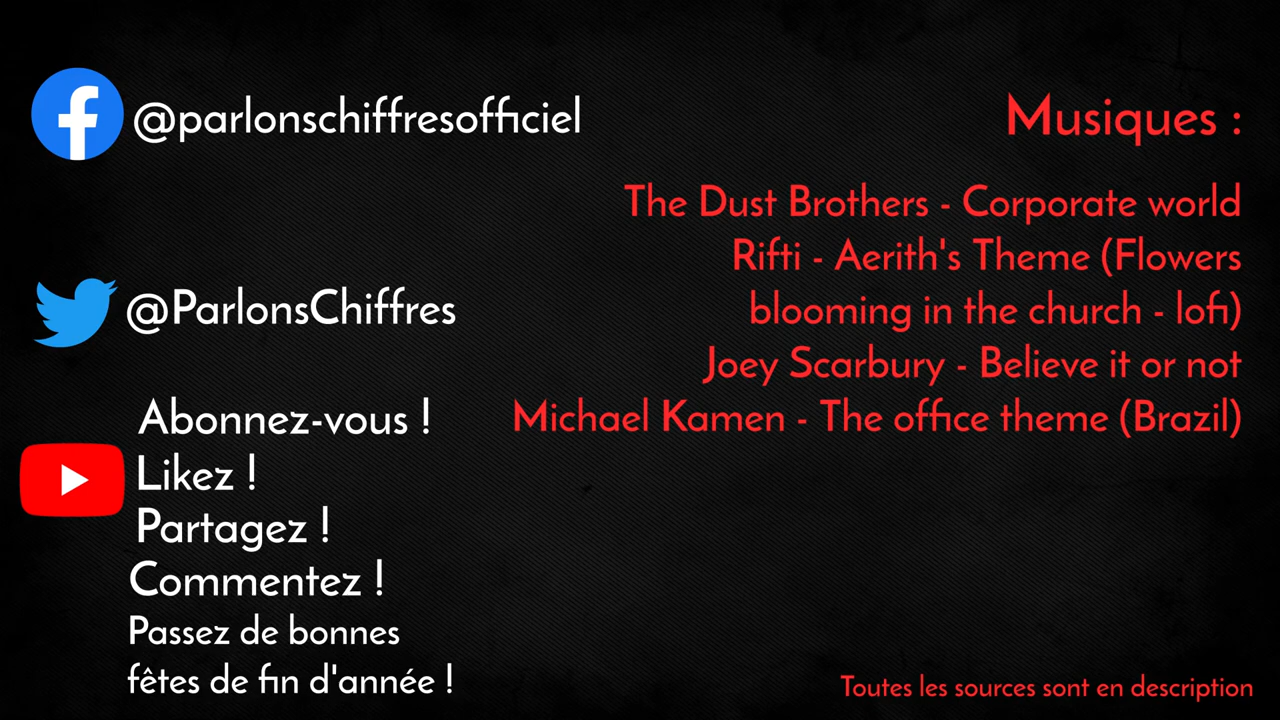 @parlonschiffresofficiel
@ParlonsChiffres
Abonnez-vous !
Likez !
Partagez !
Commentez !
Passez de bonnes
fêtes de fin d'année !
Musiques :
The Dust Brothers - Corporate world
Rifti - Aerith's Theme (Flowers
blooming in the church - lofi)
Joey Scarbury - Believe it or not
Michael Kamen - The office theme (Brazil)
Toutes les sources sont en description